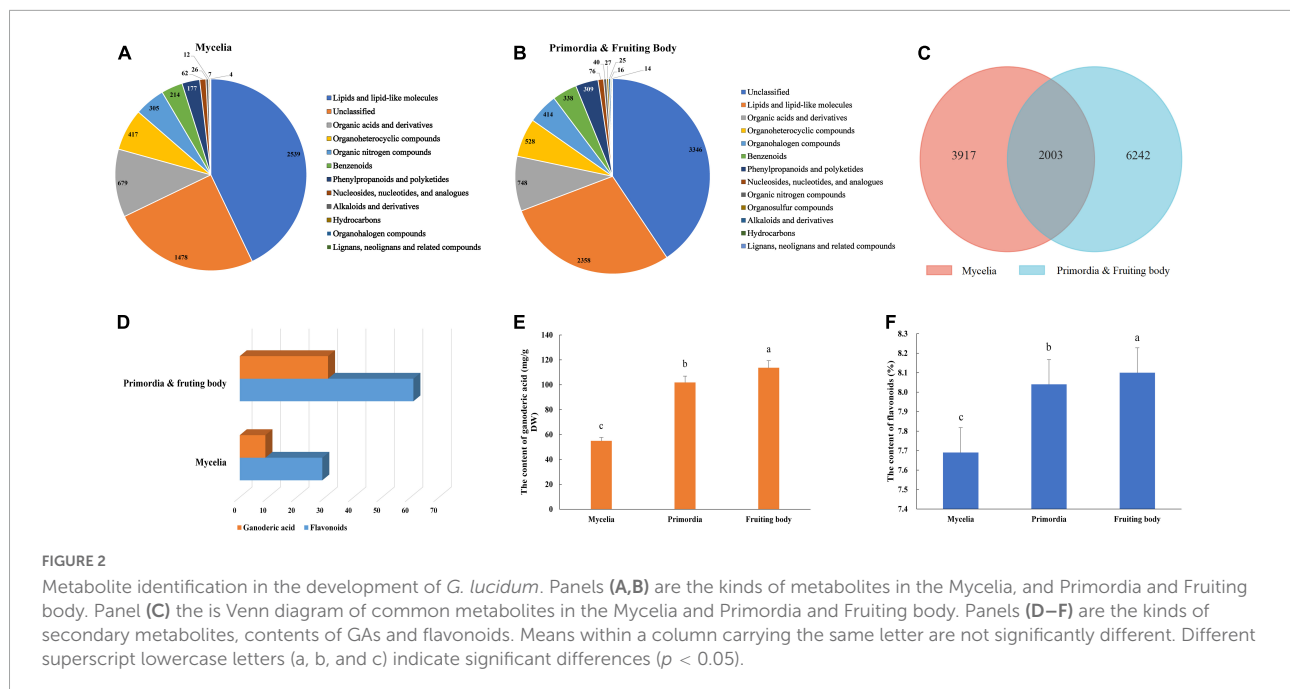 A
Mycelia
12
26
62
7
4
177
214
305
417
679
1478
2539
Lipids and lipid-like molecules
Unclassified
Organic acids and derivatives
Organoheterocyclic compounds
Organic nitrogen compounds
Benzenoids
Phenylpropanoids and polyketides
Nucleosides, nucleotides, and analogues
Alkaloids and derivatives
Hydrocarbons
Organohalogen compounds
Lignans, neolignans and related compounds
B
Primordia & Fruiting Body
40
27
25
76
16
14
309
338
414
528
748
2358
3346
Unclassified
Lipids and lipid-like molecules
Organic acids and derivatives
Organoheterocyclic compounds
Organohalogen compounds
Benzenoids
Phenylpropanoids and polyketides
Nucleosides, nucleotides, and analogues
Organic nitrogen compounds
Organosulfur compounds
Alkaloids and derivatives
Hydrocarbons
Lignans, neolignans and related compounds
C
3917
2003
6242
Mycelia
Primordia & Fruiting body
D
Primordia & fruting body
Mycelia
0 10 20 30 40 50 60 70
Ganoderic acid Flavonoids
E
The content of ganoderic acid (mg/g
DW)
140
120
100
80
60
40
20
0
c
b
a
Mycelia Primordia Fruiting body
F
The content of flavonoids (%)
8.3
8.2
8.1
8.0
7.9
7.8
7.7
7.6
7.5
7.4
c
b
a
Mycelia Primordia Fruiting body
FIGURE 2
Metabolite identification in the development of G. lucidum. Panels (A,B) are the kinds of metabolites in the Mycelia, and Primordia and Fruiting
body. Panel (C) the is Venn diagram of common metabolites in the Mycelia and Primordia and Fruiting body. Panels (D–F) are the kinds of
secondary metabolites, contents of GAs and flavonoids. Means within a column carrying the same letter are not significantly different. Different
superscript lowercase letters (a, b, and c) indicate significant differences (p < 0.05).